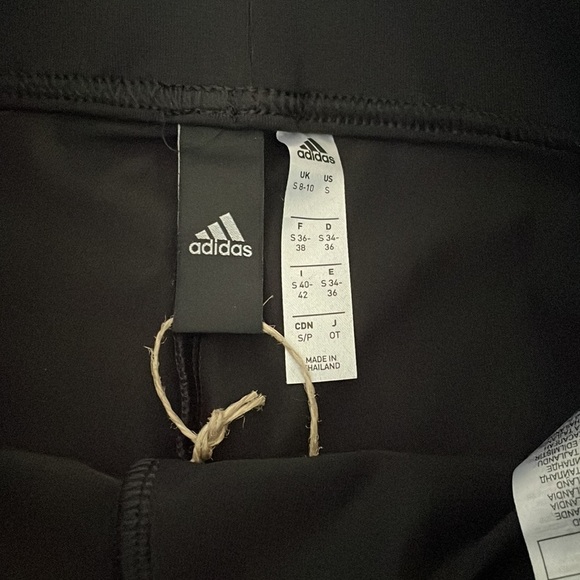 adidas
adidas
UK US
S 8-10 S
F D
S 36- S 34-
38 36
I E
S 40- S 34-
42 36
CDN J
S/P OT
MADE IN
THAILAND